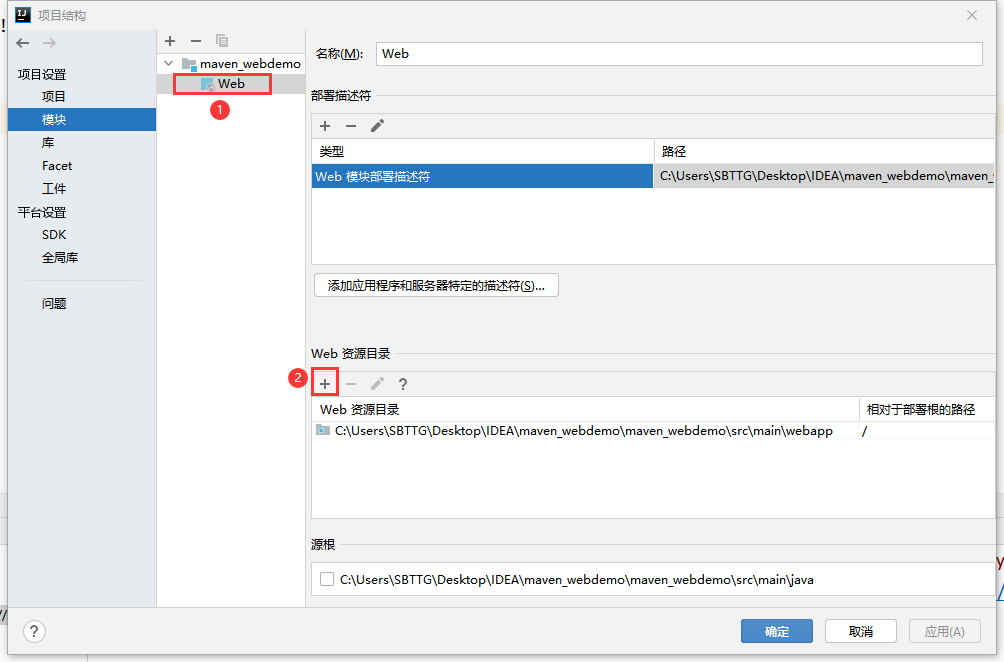 项目结构
项目设置
项目
模块
库
Facet
工件
平台设置
SDK
全局库
问题
maven_webdemo
Web
1
名称(M):
Web
部署描述符
类型
路径
Web 模块部署描述符
C:\Users\SBTTG\Desktop\IDEA\maven_webdemo\maven_
添加应用程序和服务器特定的描述符(S)...
Web 资源目录
2
?
Web 资源目录
相对于部署根的路径
C:\Users\SBTTG\Desktop\IDEA\maven_webdemo\maven_webdemo\src\main\webapp
/
源根
C:\Users\SBTTG\Desktop\IDEA\maven_webdemo\maven_webdemo\src\main\java
?
确定
取消
应用(A)